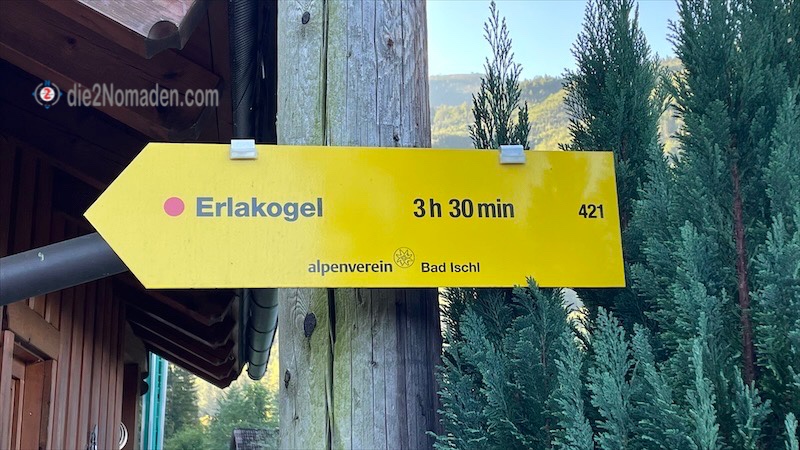 die2Nomaden.com
Erlakogel 3 h 30 min 421
alpenverein Bad Ischl